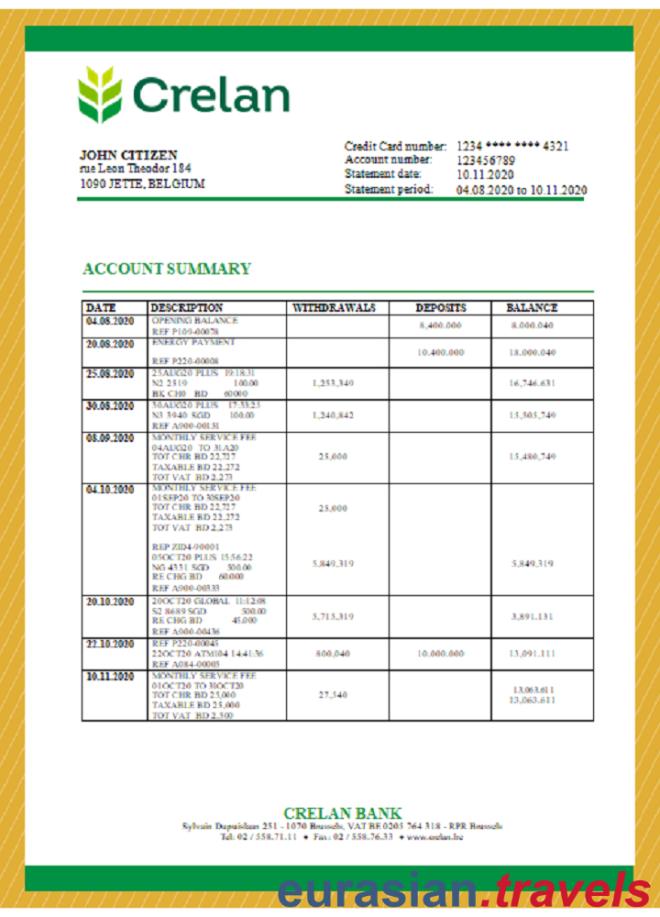 Crelan
JOHN CITIZEN
rue Leon Theodor 184
1090 JETTE, BELGIUM
Credit Card number: 1234 **** **** 4321
Account number: 123456789
Statement date: 10.11.2020
Statement period: 04.08.2020 to 10.11.2020
ACCOUNT SUMMARY
DATE DESCRIPTION WITHDRAWALS DEPOSITS BALANCE
04.08.2020 OPENING BALANCE
REF P109-00078 8,000.040
20.08.2020 ENERGY PAYMENT
10.400.000 18.000.040
REF P220-00008
25.08.2020 25AUG20 PLUS 19:18:31
N2 2519 100.00 1,253,349 16,746.631
BK CH0 BD 60000
30.08.2020 30AUG20 PLUS 17:33:25
N3 3940 SGD 100.00 1,240,842 15,505,749
REF A900-00131
08.09.2020 MONTHLY SERVICE FEE
04AUG20 TO 31A20
TOT CHR BD 22,727 25,000 15,480,749
TAXABLE BD 22,272
TOT VAT BD 2,273
04.10.2020 MONTHLY SERVICE FEE
01SEP20 TO 30SEP20
TOT CHR BD 22,727 25,000
TAXABLE BD 22,272
TOT VAT BD 2,273
REP ZID4-90001
05OCT20 PLUS 15:56:22
NG 4331 SGD 500.00 5,849,319 5,849,319
RE CHG BD 60.000
REF A900-00333
20.10.2020 20OCT20 GLOBAL 11:12:08
S2 8689 SGD 500.00 5,715,319 3,891.131
RE CHG BD 45,000
REF A900-00436
22.10.2020 REF P220-00045
22OCT20 ATM104 14:41:36 800,040 10.000.000 13,091.111
REF A084-00005
10.11.2020 MONTHLY SERVICE FEE
01OCT20 TO 31OCT20 13,063.611
TOT CHR BD 25,000 27,540 13,063.611
TAXABLE BD 25,000
TOT VAT BD 2,500
CRELAN BANK
Sylvain Dupuislaan 251 - 1070 Brussels, VAT BE 0205 764 318 - RPR Brussels
Tel: 02 / 558.71.11 • Fax: 02 / 558.76.33 • www.crelan.be
eurasian.travels